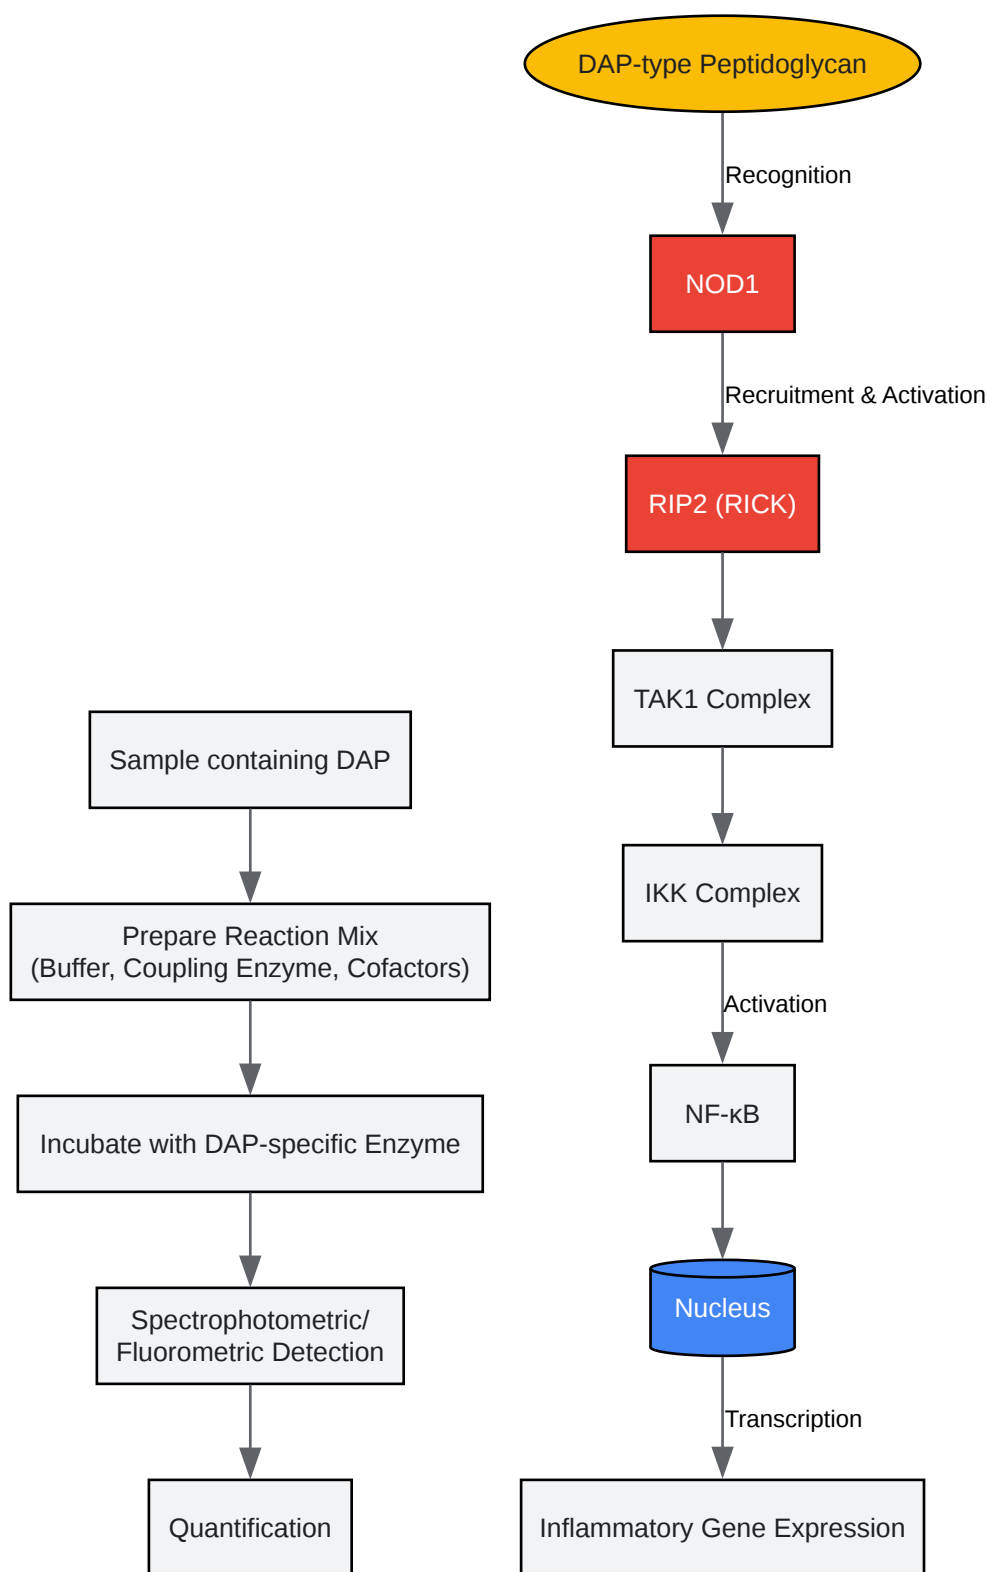 DAP-type Peptidoglycan
Recognition
NOD1
Recruitment & Activation
RIP2 (RICK)
TAK1 Complex
IKK Complex
Activation
NF-κB
Nucleus
Transcription
Inflammatory Gene Expression
Sample containing DAP
Prepare Reaction Mix
(Buffer, Coupling Enzyme, Cofactors)
Incubate with DAP-specific Enzyme
Spectrophotometric/
Fluorometric Detection
Quantification